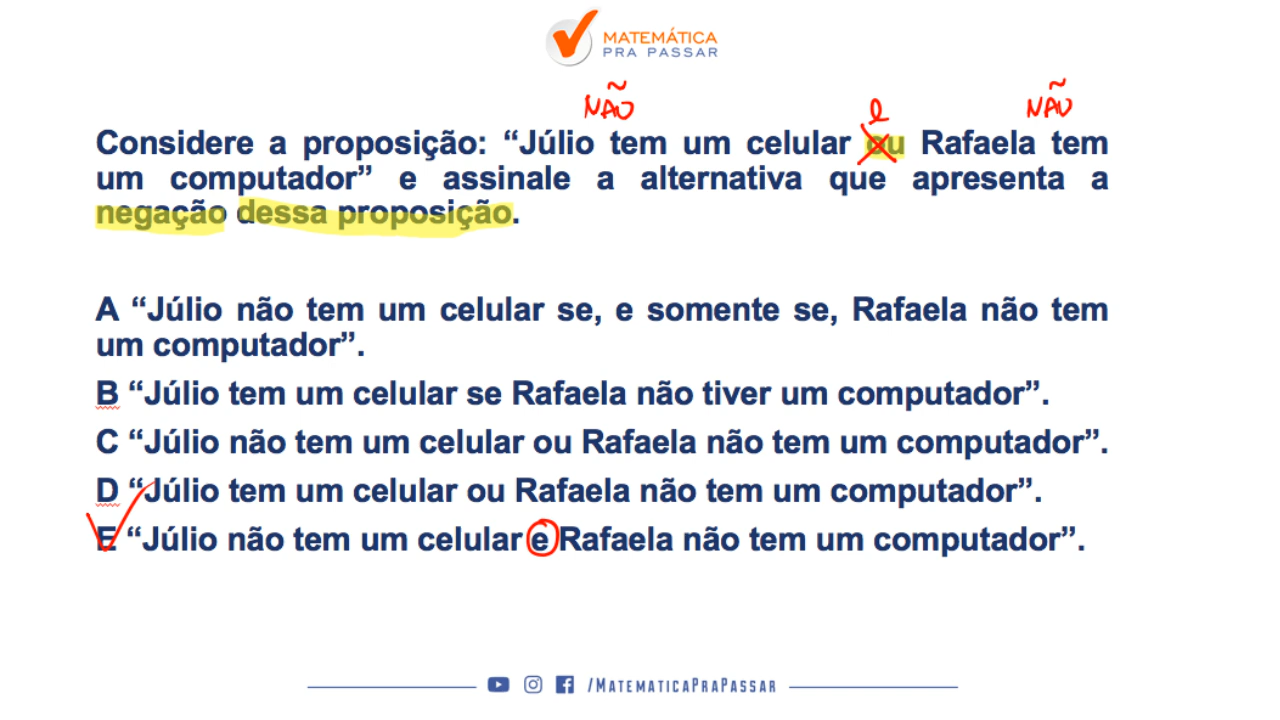 MATEMÁTICA
PRA PASSAR
NÃO e NÃO
Considere a proposição: “Júlio tem um celular ou Rafaela tem
um computador” e assinale a alternativa que apresenta a
negação dessa proposição.
A “Júlio não tem um celular se, e somente se, Rafaela não tem
um computador”.
B “Júlio tem um celular se Rafaela não tiver um computador”.
C “Júlio não tem um celular ou Rafaela não tem um computador”.
D “Júlio tem um celular ou Rafaela não tem um computador”.
E “Júlio não tem um celular e Rafaela não tem um computador”.
/MATEMATICAPRAPASSAR